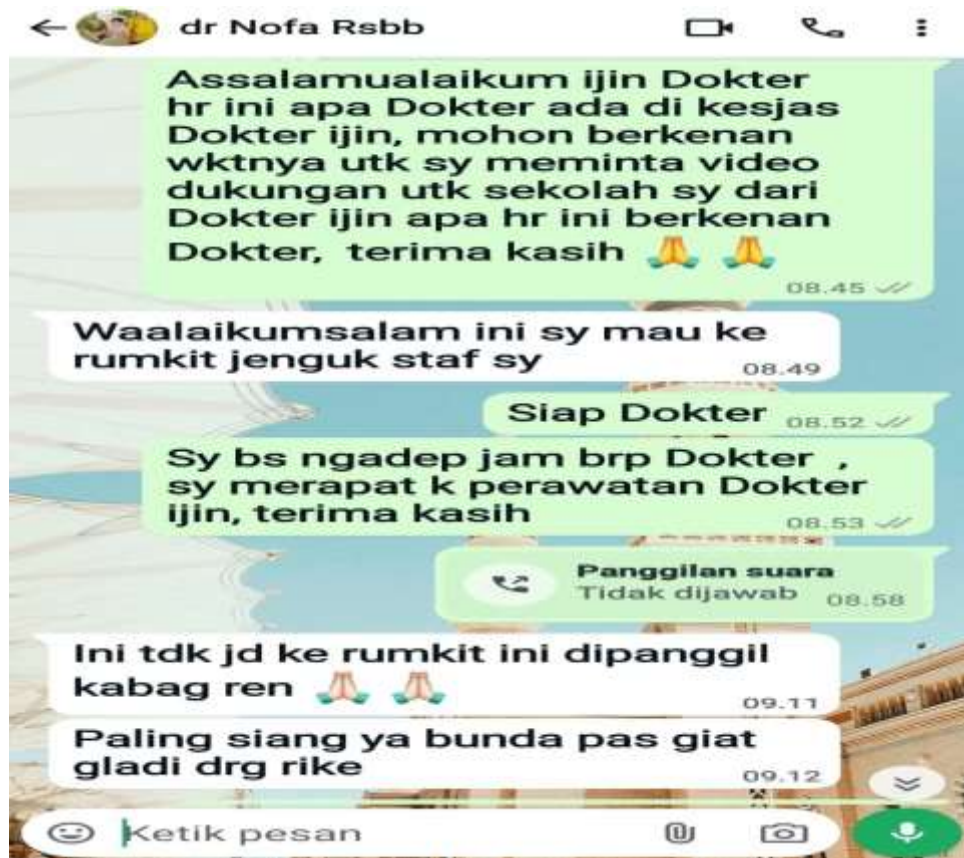 dr Nofa Rsbb
Assalamualaikum ijin Dokter
hr ini apa Dokter ada di kesjas
Dokter ijin, mohon berkenan
wktnya utk sy meminta video
dukungan utk sekolah sy dari
Dokter ijin apa hr ini berkenan
Dokter, terima kasih 🙏 🙏
08.45
Waalaikumsalam ini sy mau ke
rumkit jenguk staf sy
08.49
Siap Dokter 08.52
Sy bs ngadep jam brp Dokter ,
sy merapat k perawatan Dokter
ijin, terima kasih
08.53
Panggilan suara
Tidak dijawab 08.58
Ini tdk jd ke rumkit ini dipanggil
kabag ren 🙏🏻 🙏🏻
09.11
Paling siang ya bunda pas giat
gladi drg rike
09.12
Ketik pesan